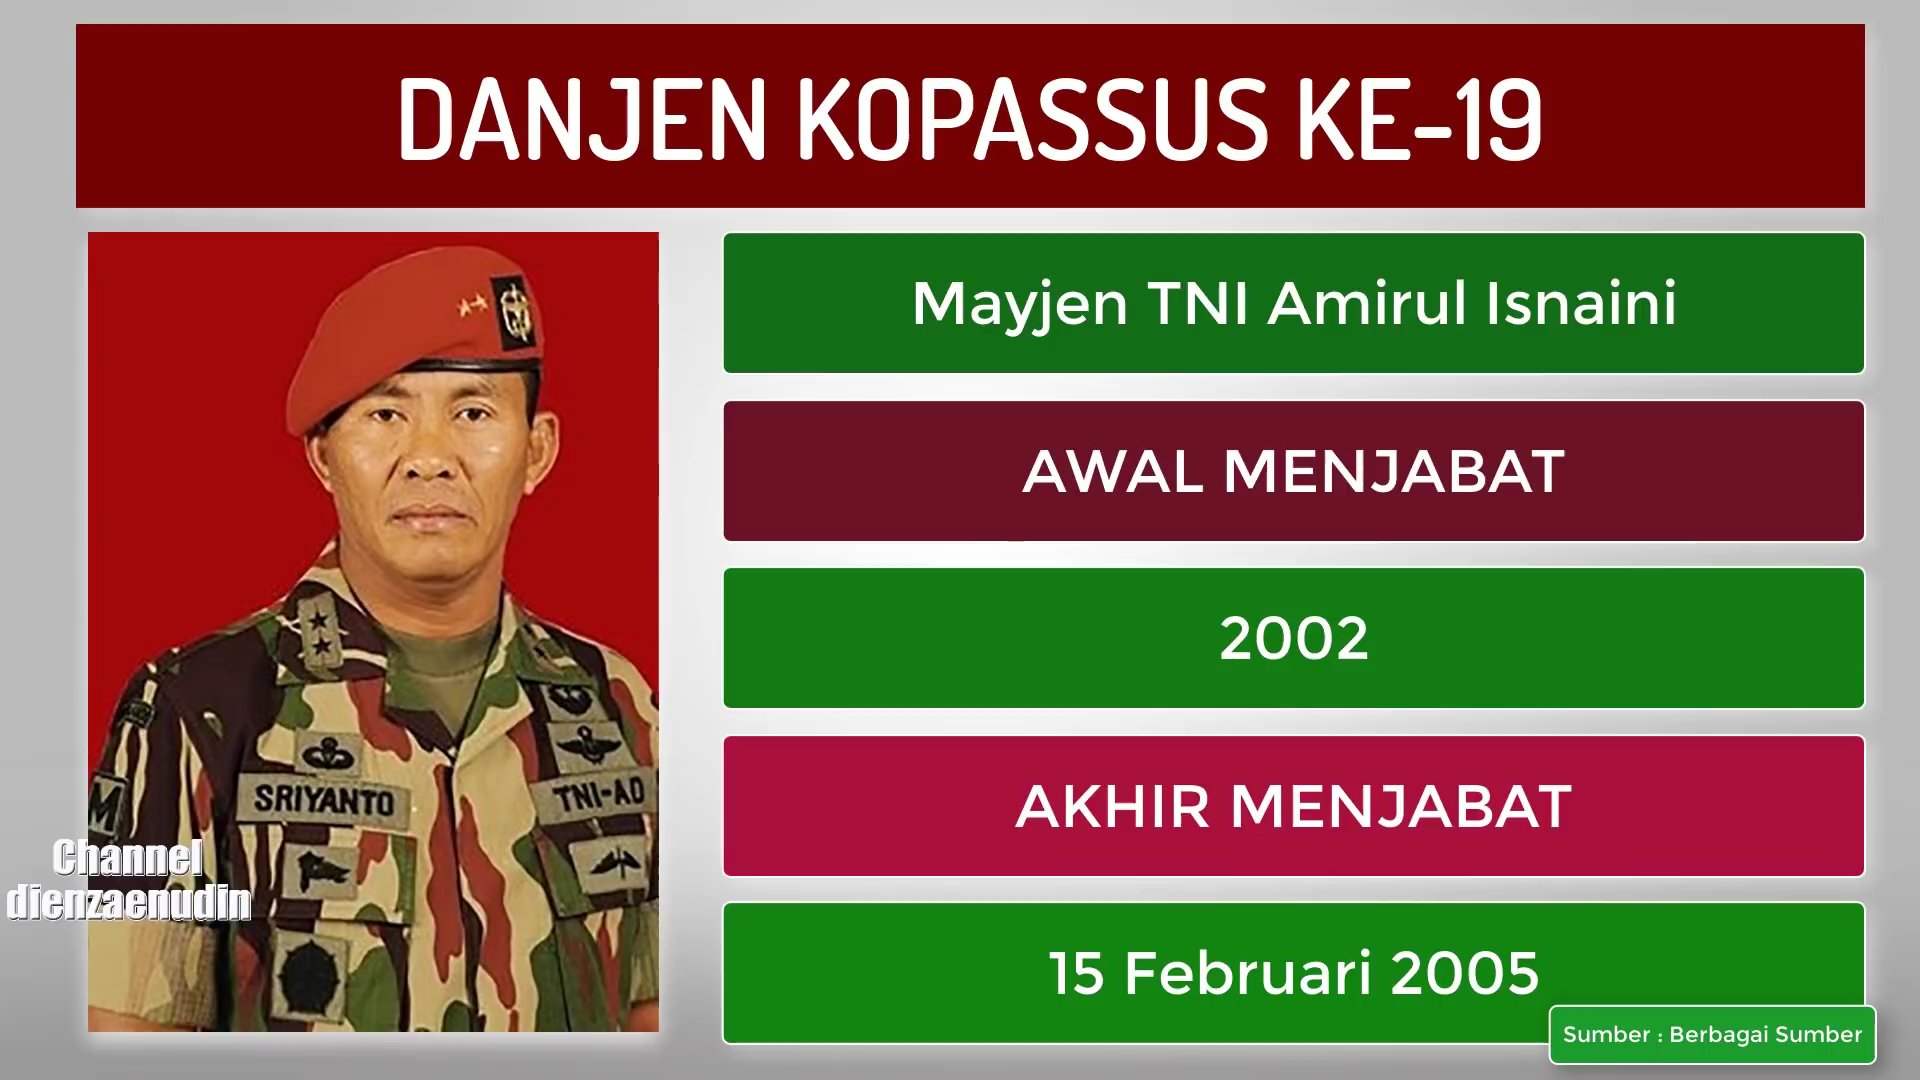 DANJEN KOPASSUS KE-19
Mayjen TNI Amirul Isnaini
AWAL MENJABAT
2002
AKHIR MENJABAT
15 Februari 2005
SRIYANTO
TNI-AD
M
Channel
dienzaenudin
Sumber : Berbagai Sumber